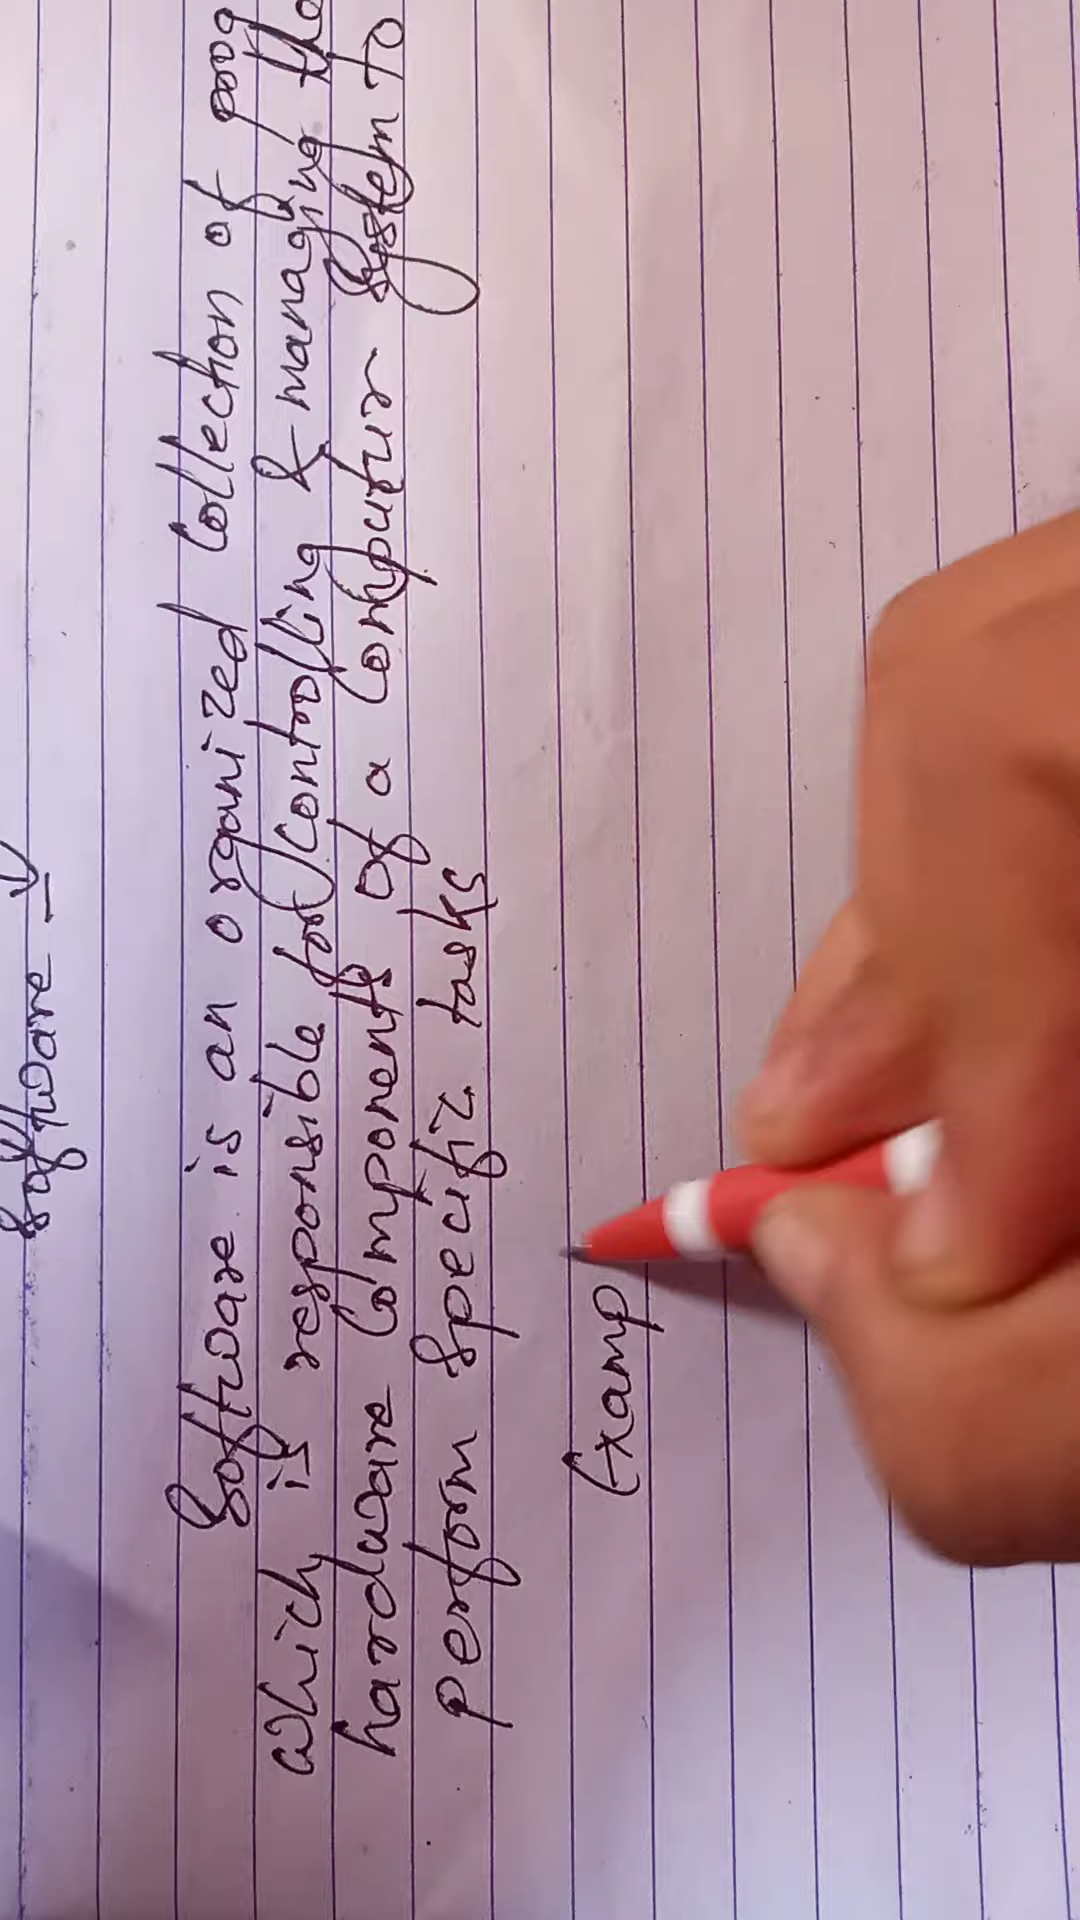 Software -
Software is an organized collection of prog
which is responsible for controlling & managing the
hardware components of a computer system to
perform specific tasks
Examp